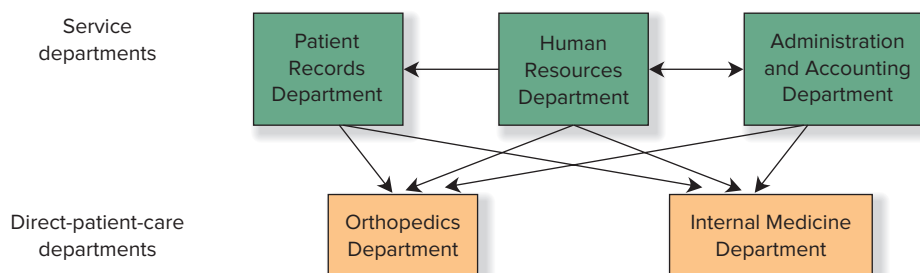 Service
departments
Patient
Records
Department
Human
Resources
Department
Administration
and Accounting
Department
Direct-patient-care
departments
Orthopedics
Department
Internal Medicine
Department